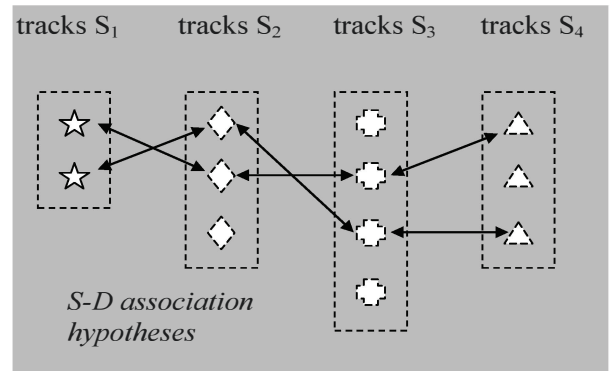 tracks S₁ tracks S₂ tracks S₃ tracks S₄
S-D association
hypotheses